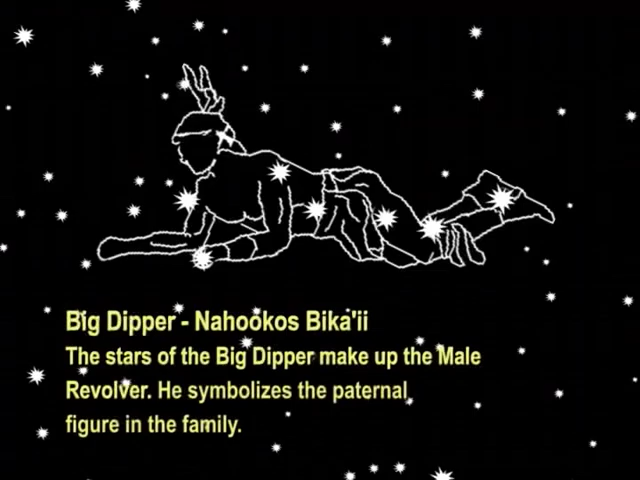 Big Dipper - Nahookos Bika'ii
The stars of the Big Dipper make up the Male
Revolver. He symbolizes the paternal
figure in the family.